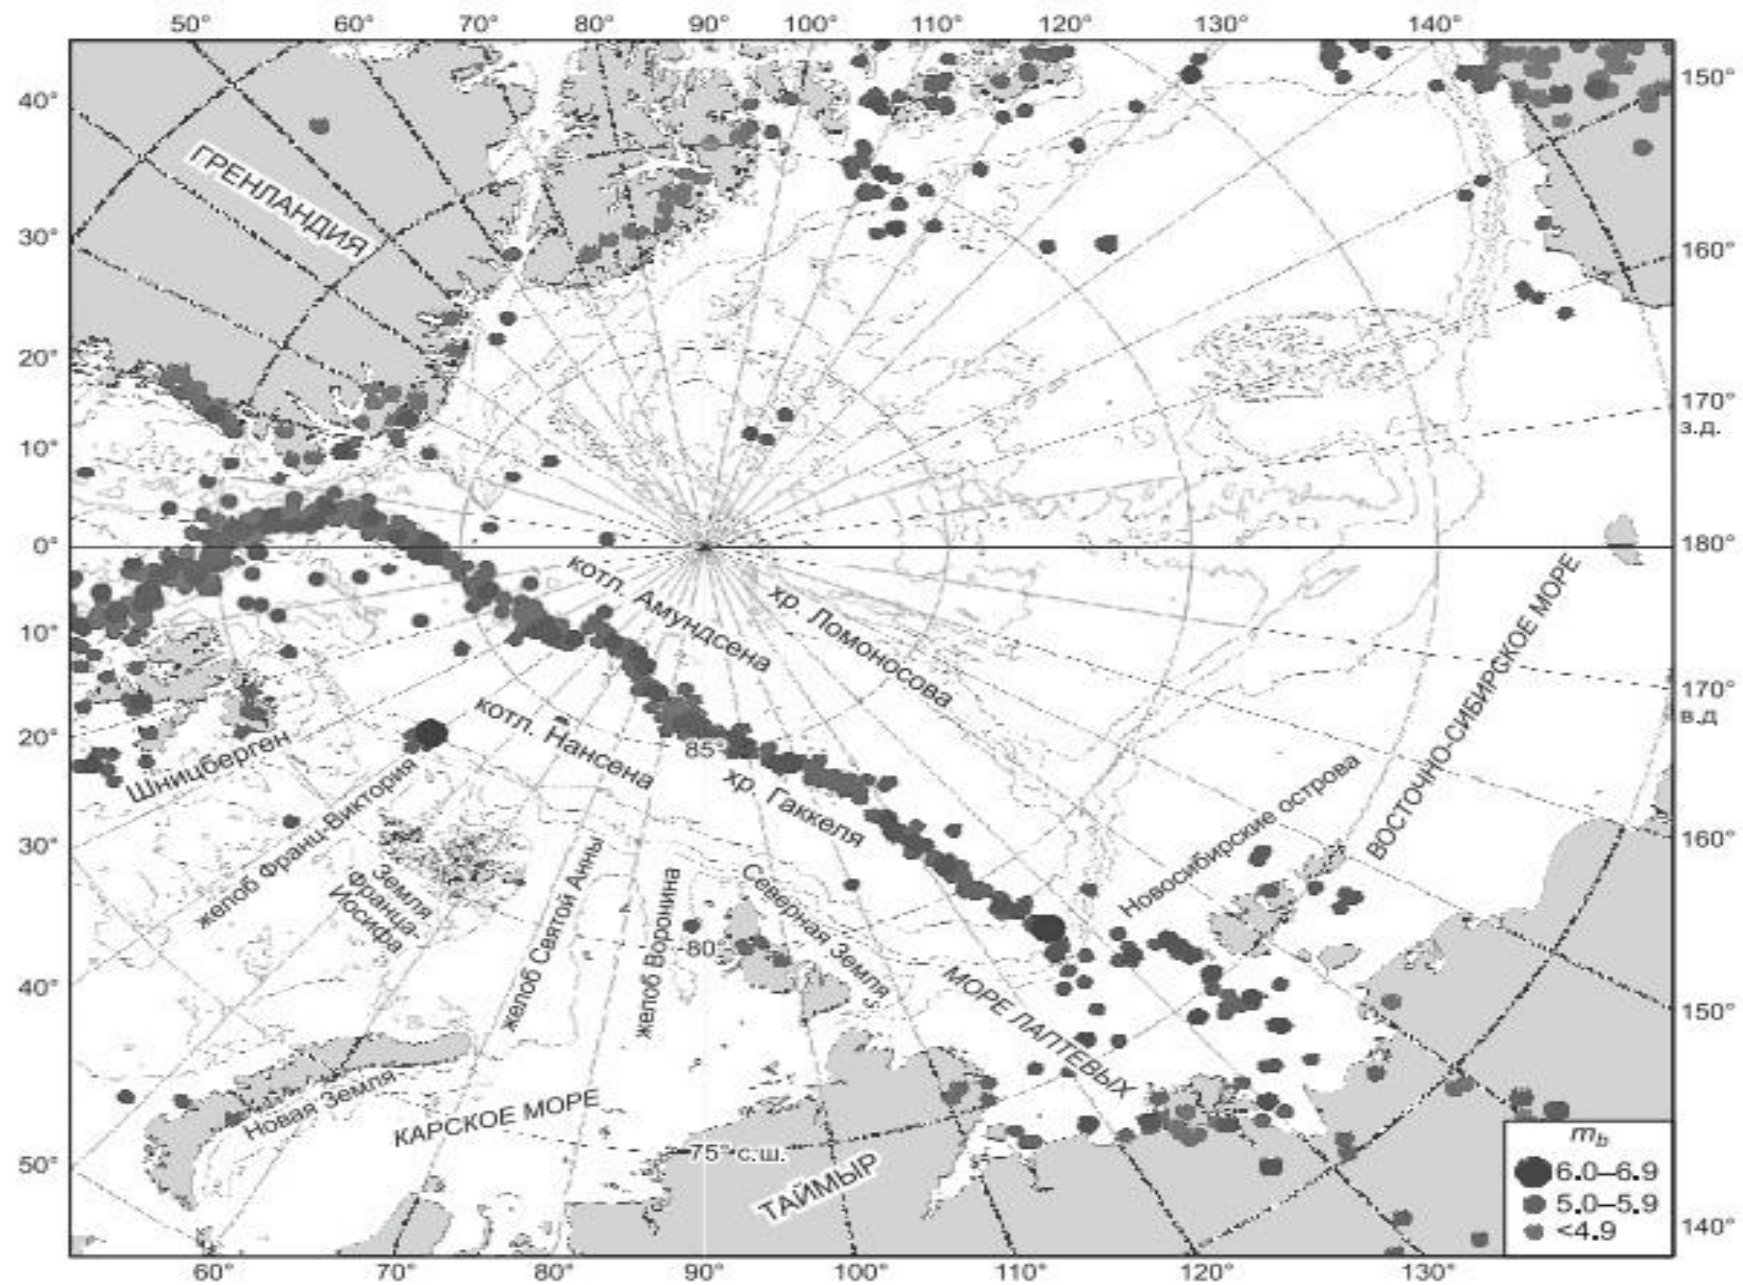 50° 60° 70° 80° 90° 100° 110° 120° 130° 140°
40°
150°
ГРЕНЛАНДИЯ
30°
160°
20°
170°
з.д.
10°
0°
180°
котл. Амундсена
хр. Ломоносова
ВОСТОЧНО-СИБИРСКОЕ МОРЕ
10°
170°
в.д
20°
Шпицберген
котл. Нансена
85°
хр. Гаккеля
желоб Франц-Виктория
Новосибирские острова
30°
160°
Земля
Франца-
Иосифа
желоб Святой Анны
желоб Воронина
Северная Земля
80°
40°
МОРЕ ЛАПТЕВЫХ
150°
Новая Земля
КАРСКОЕ МОРЕ
50°
75° с.ш.
ТАЙМЫР
mb
6.0–6.9
5.0–5.9
<4.9
140°
60° 70° 80° 90° 100° 110° 120° 130°